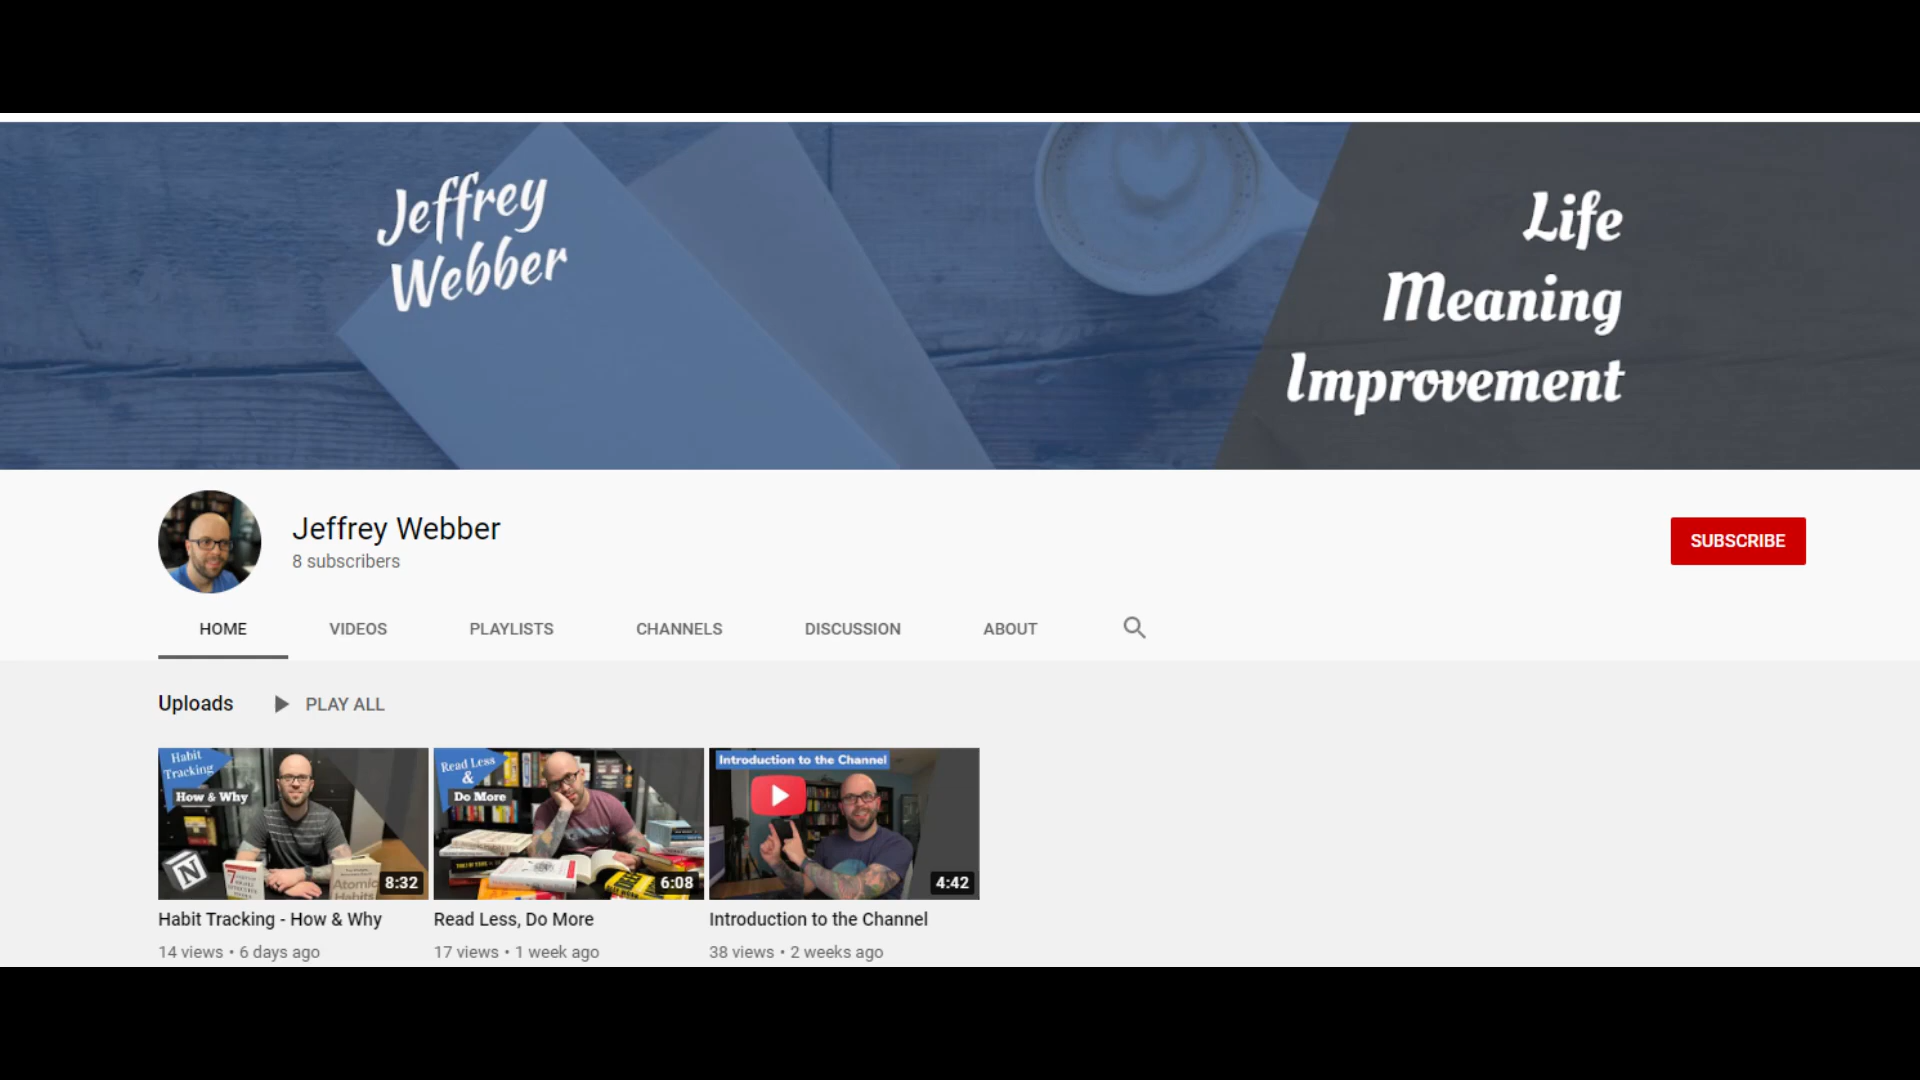 Jeffrey
Webber
Life
Meaning
Improvement
Jeffrey Webber
8 subscribers
SUBSCRIBE
HOME VIDEOS PLAYLISTS CHANNELS DISCUSSION ABOUT
Uploads PLAY ALL
Habit
Tracking
How & Why
N
Atomic
Habits
8:32
Read Less
&
Do More
6:08
Introduction to the Channel
4:42
Habit Tracking - How & Why
14 views • 6 days ago
Read Less, Do More
17 views • 1 week ago
Introduction to the Channel
38 views • 2 weeks ago